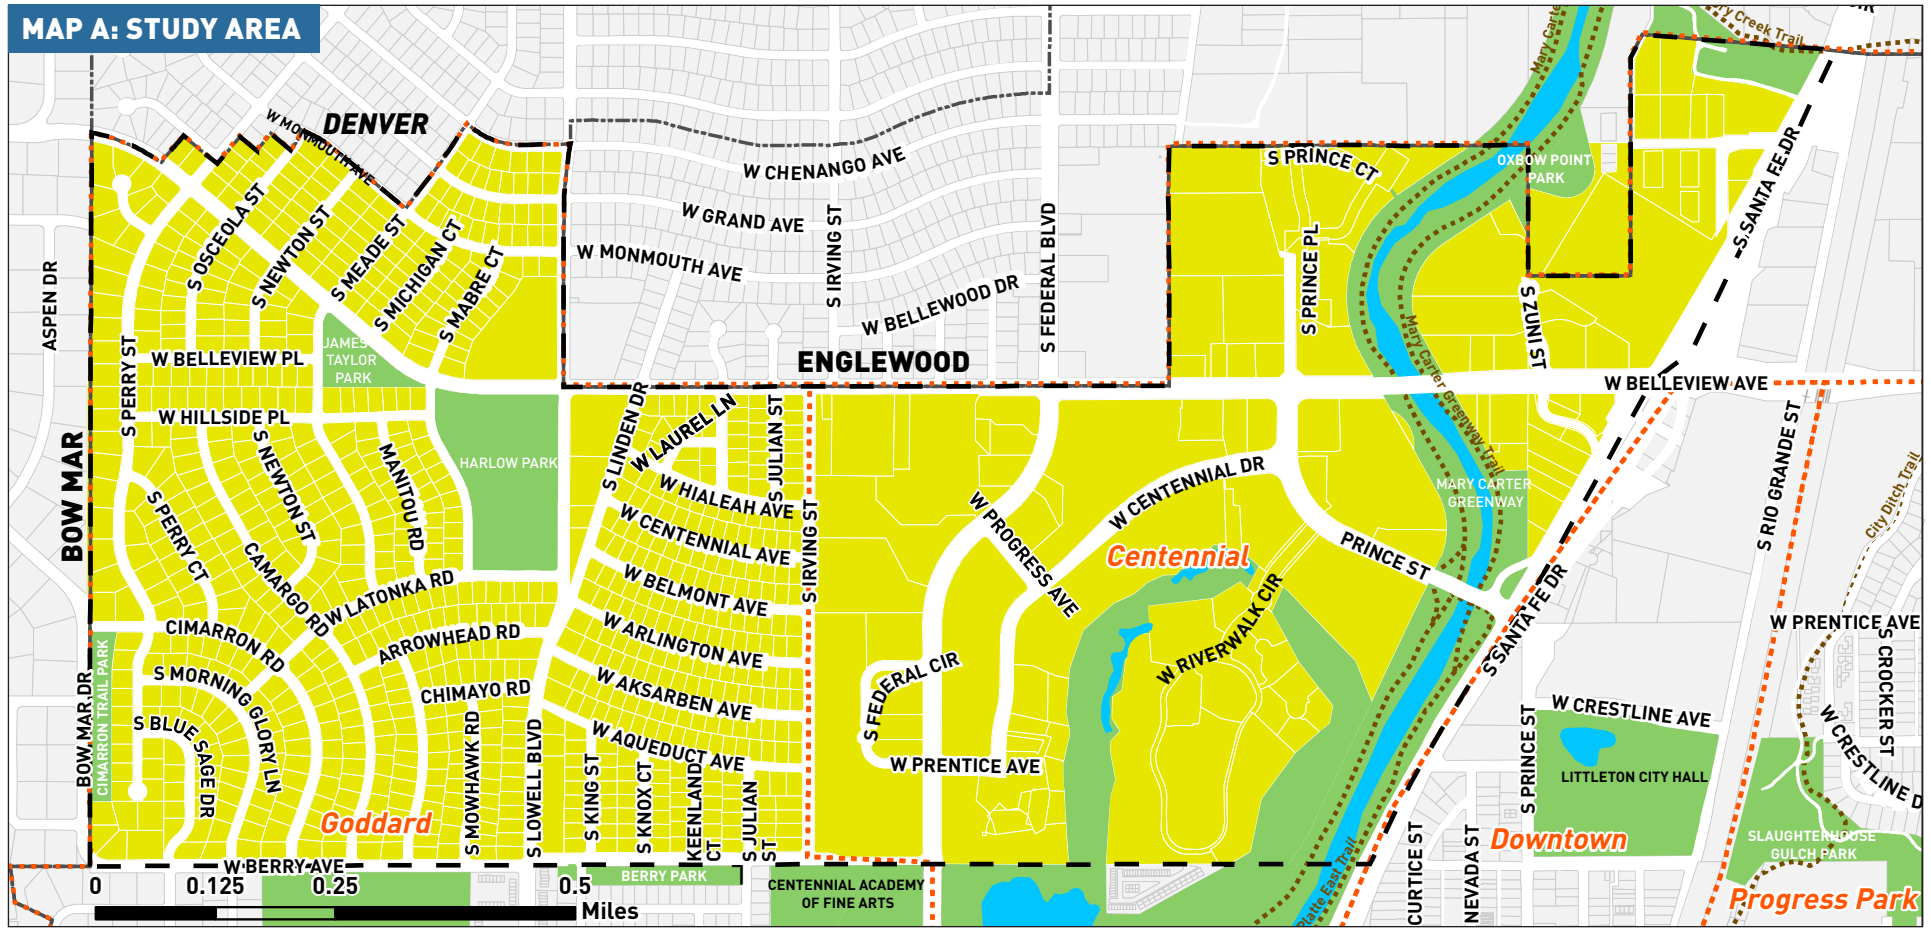 MAP A: STUDY AREA
DENVER
W MONMOUTH AVE
Mary Carte
ry Creek Trail
W CHENANGO AVE
W GRAND AVE
W MONMOUTH AVE
S IRVING ST
W BELLEWOOD DR
S FEDERAL BLVD
ENGLEWOOD
S PRINCE CT
S PRINCE PL
OXBOW POINT
PARK
S SANTA FE DR
S ZUNI ST
W BELLEVIEW AVE
ASPEN DR
S OSCEOLA ST
S NEWTON ST
S MEADE ST
S MICHIGAN CT
S MABRE CT
S PERRY ST
W BELLEVIEW PL
JAMES
TAYLOR
PARK
W HILLSIDE PL
BOW MAR
S NEWTON ST
MANITOU RD
HARLOW PARK
S PERRY CT
CAMARGO RD
W LATONKA RD
CIMARRON RD
ARROWHEAD RD
S MORNING GLORY LN
CHIMAYO RD
S BLUE SAGE DR
BOW MAR DR
CIMARRON TRAIL PARK
Goddard
S MOWHAWK RD
S LOWELL BLVD
W BERRY AVE
S LINDEN DR
W LAUREL LN
S JULIAN ST
W HIALEAH AVE
W CENTENNIAL AVE
S IRVING ST
W BELMONT AVE
W ARLINGTON AVE
W AKSARBEN AVE
W AQUEDUCT AVE
S KING ST
S KNOX CT
KEENLAND
CT
S JULIAN
ST
BERRY PARK
CENTENNIAL ACADEMY
OF FINE ARTS
W PROGRESS AVE
W CENTENNIAL DR
Centennial
PRINCE ST
W RIVERWALK CIR
S FEDERAL CIR
W PRENTICE AVE
Mary Carter Greenway Trail
MARY CARTER
GREENWAY
S SANTA FE DR
Platte East Trail
S RIO GRANDE ST
City Ditch Trail
W PRENTICE AVE
S CROCKER ST
W CRESTLINE AVE
W CRESTLINE D
S PRINCE ST
LITTLETON CITY HALL
Downtown
CURTICE ST
NEVADA ST
SLAUGHTERHOUSE
GULCH PARK
Progress Park
0 0.125 0.25 0.5
Miles